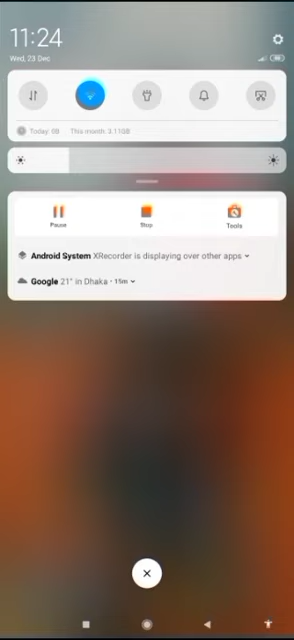 11:24
Wed, 23 Dec
Today: 0B This month: 3.11GB
Pause Stop Tools
Android System XRecorder is displaying over other apps
Google 21° in Dhaka • 15m